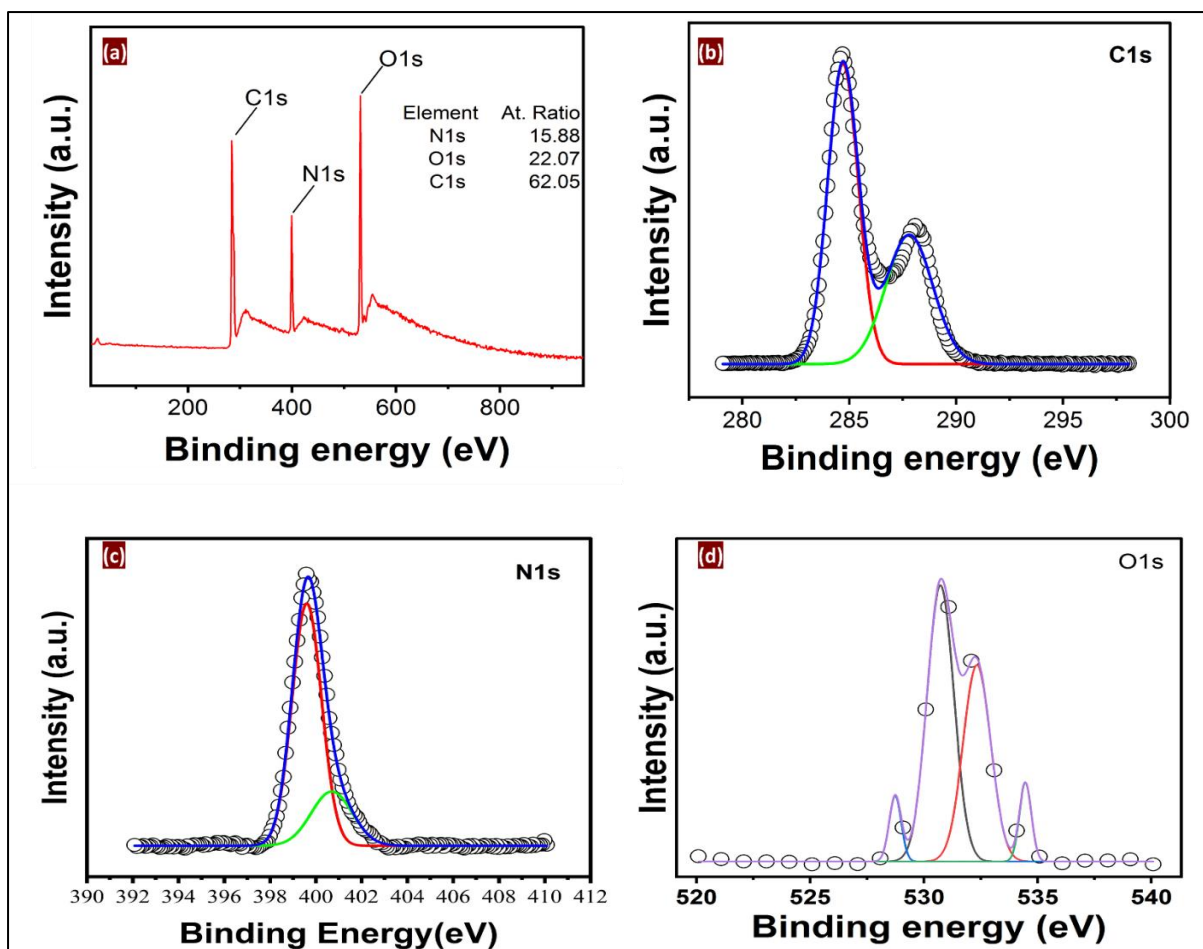 (a)
O1s
C1s
N1s
Element At. Ratio
N1s 15.88
O1s 22.07
C1s 62.05
Intensity (a.u.)
200 400 600 800
Binding energy (eV)
(b)
C1s
Intensity (a.u.)
280 285 290 295 300
Binding energy (eV)
(c)
N1s
Intensity (a.u.)
390 392 394 396 398 400 402 404 406 408 410 412
Binding Energy(eV)
(d)
O1s
Intensity (a.u.)
520 525 530 535 540
Binding energy (eV)